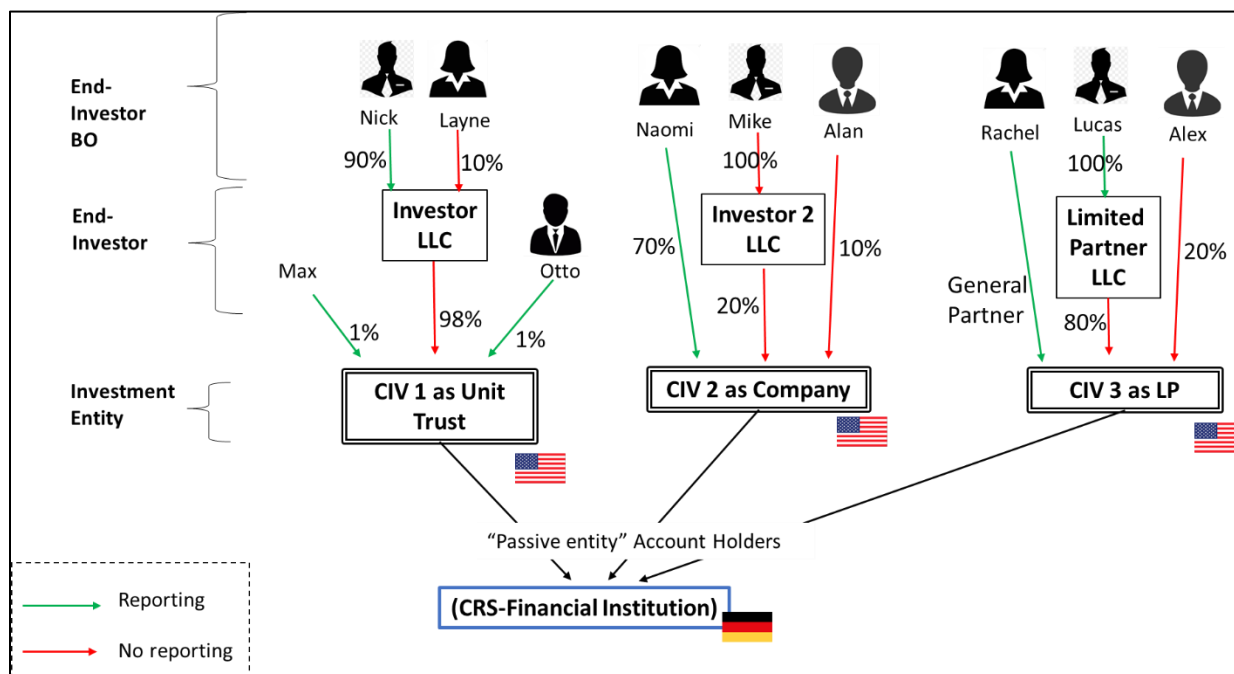 End-
Investor
BO
Nick
Layne
Naomi
Mike
Alan
Rachel
Lucas
Alex
90%
10%
100%
100%
End-
Investor
Investor
LLC
Investor 2
LLC
Limited
Partner
LLC
Max
Otto
70%
10%
General
Partner
20%
1%
98%
1%
20%
80%
Investment
Entity
CIV 1 as Unit
Trust
CIV 2 as Company
CIV 3 as LP
“Passive entity” Account Holders
(CRS-Financial Institution)
Reporting
No reporting